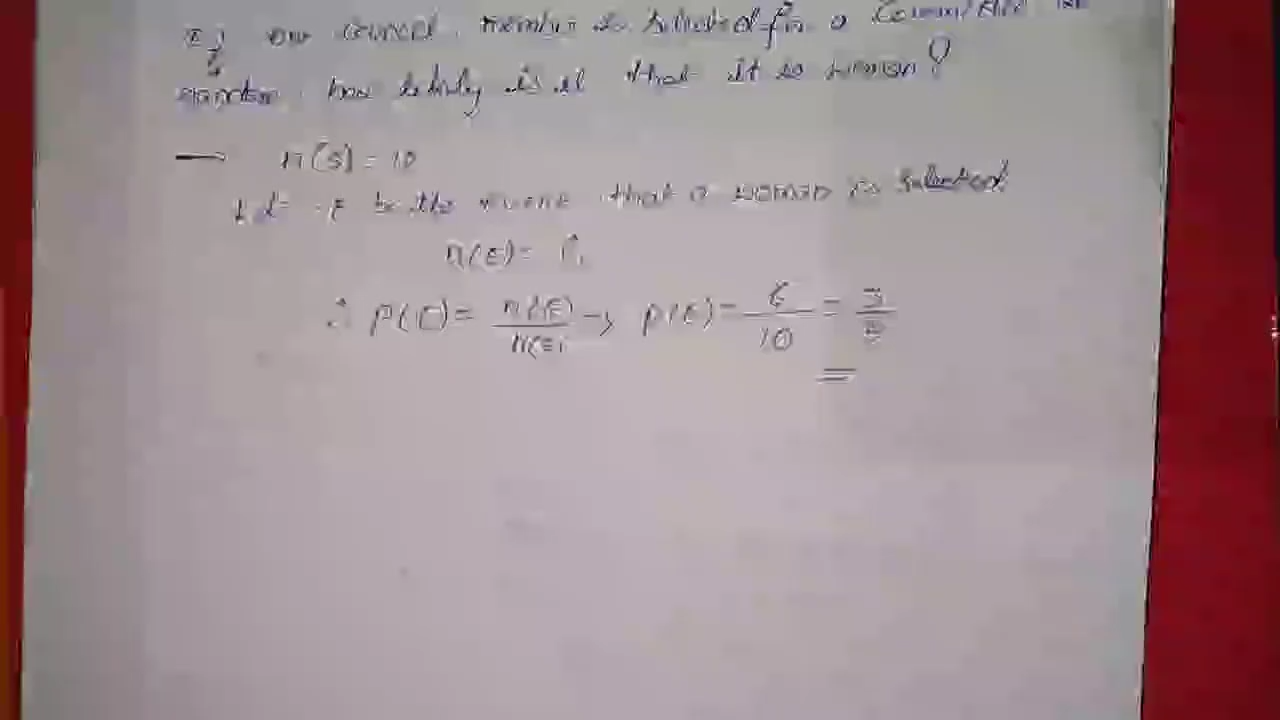 If one council member is selected for a committee at
random, how likely is it that it is woman?
→ n(S) = 10
Let E be the event that a woman is selected
n(E) = 6
∴ P(E) = n(E)/n(S) → P(E) = 6/10 = 3/5